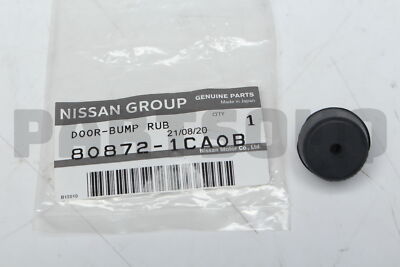 NISSAN GROUP
GENUINE PARTS
Made in Japan
DOOR-BUMP RUB
21/08/20
QTY
1
80872-1CA0B
Nissan Motor Co., Ltd.
PARTSOUQ